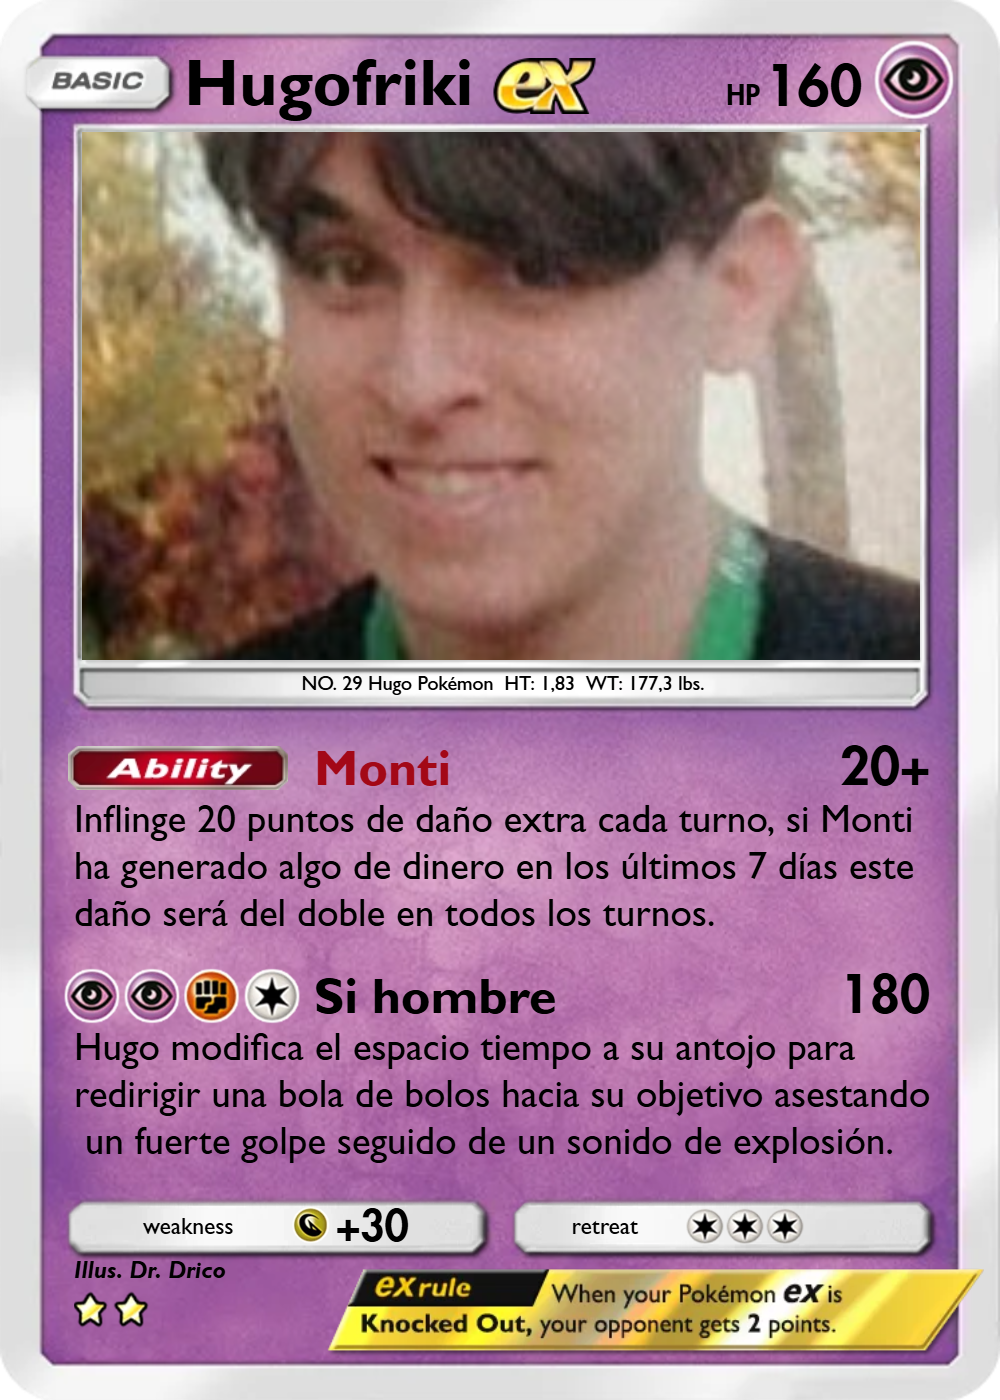 BASIC Hugofriki ex HP 160
NO. 29 Hugo Pokémon HT: 1,83 WT: 177,3 lbs.
Ability Monti 20+
Inflinge 20 puntos de daño extra cada turno, si Monti
ha generado algo de dinero en los últimos 7 días este
daño será del doble en todos los turnos.
Si hombre 180
Hugo modifica el espacio tiempo a su antojo para
redirigir una bola de bolos hacia su objetivo asestando
un fuerte golpe seguido de un sonido de explosión.
weakness +30 retreat
Illus. Dr. Drico
ex rule When your Pokémon ex is
Knocked Out, your opponent gets 2 points.